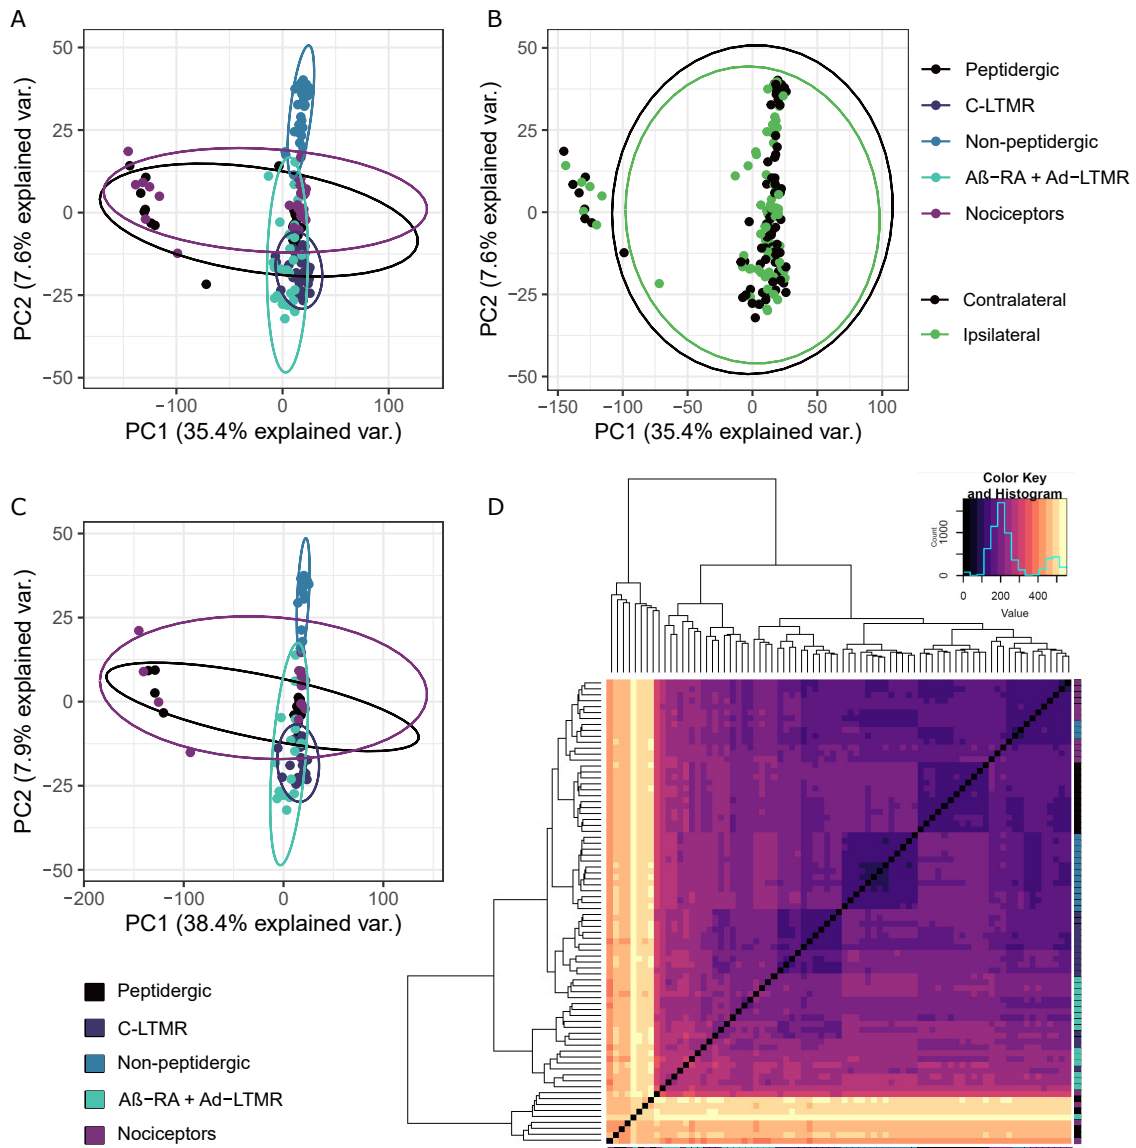 A
50
25
0
−25
−50
PC2 (7.6% explained var.)
−100
0
100
PC1 (35.4% explained var.)
B
50
25
0
−25
−50
PC2 (7.6% explained var.)
−150
−100
−50
0
50
100
PC1 (35.4% explained var.)
Peptidergic
C-LTMR
Non-peptidergic
Aß−RA + Ad−LTMR
Nociceptors
Contralateral
Ipsilateral
C
50
25
0
−25
−50
PC2 (7.9% explained var.)
−200
−100
0
100
PC1 (38.4% explained var.)
Peptidergic
C-LTMR
Non-peptidergic
Aß−RA + Ad−LTMR
Nociceptors
D
Color Key
and Histogram
Count
0
1000
0
200
400
Value